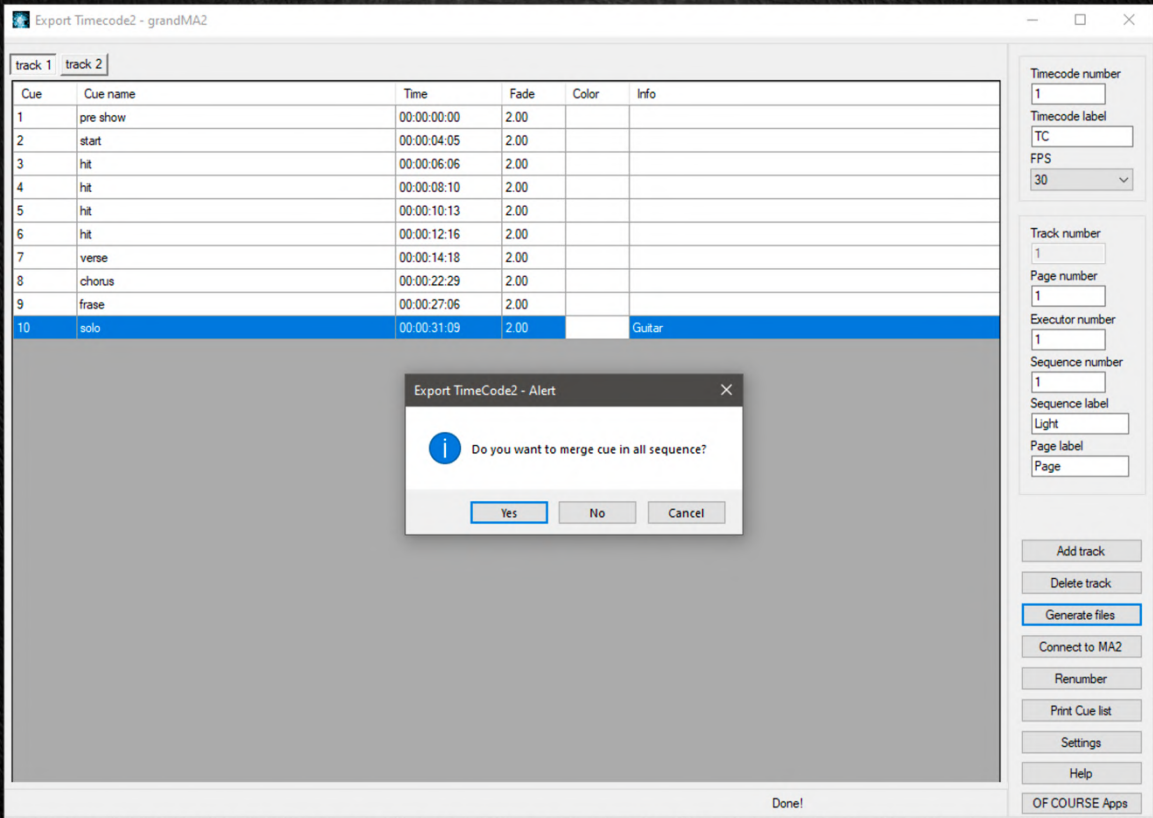 Export Timecode2 - grandMA2
track 1 track 2
Cue Cue name Time Fade Color Info
1 pre show 00:00:00:00 2.00
2 start 00:00:04:05 2.00
3 hit 00:00:06:06 2.00
4 hit 00:00:08:10 2.00
5 hit 00:00:10:13 2.00
6 hit 00:00:12:16 2.00
7 verse 00:00:14:18 2.00
8 chorus 00:00:22:29 2.00
9 frase 00:00:27:06 2.00
10 solo 00:00:31:09 2.00 Guitar
Export TimeCode2 - Alert
Do you want to merge cue in all sequence?
Yes No Cancel
Timecode number
1
Timecode label
TC
FPS
30
Track number
1
Page number
1
Executor number
1
Sequence number
1
Sequence label
Light
Page label
Page
Add track
Delete track
Generate files
Connect to MA2
Renumber
Print Cue list
Settings
Help
OF COURSE Apps
Done!